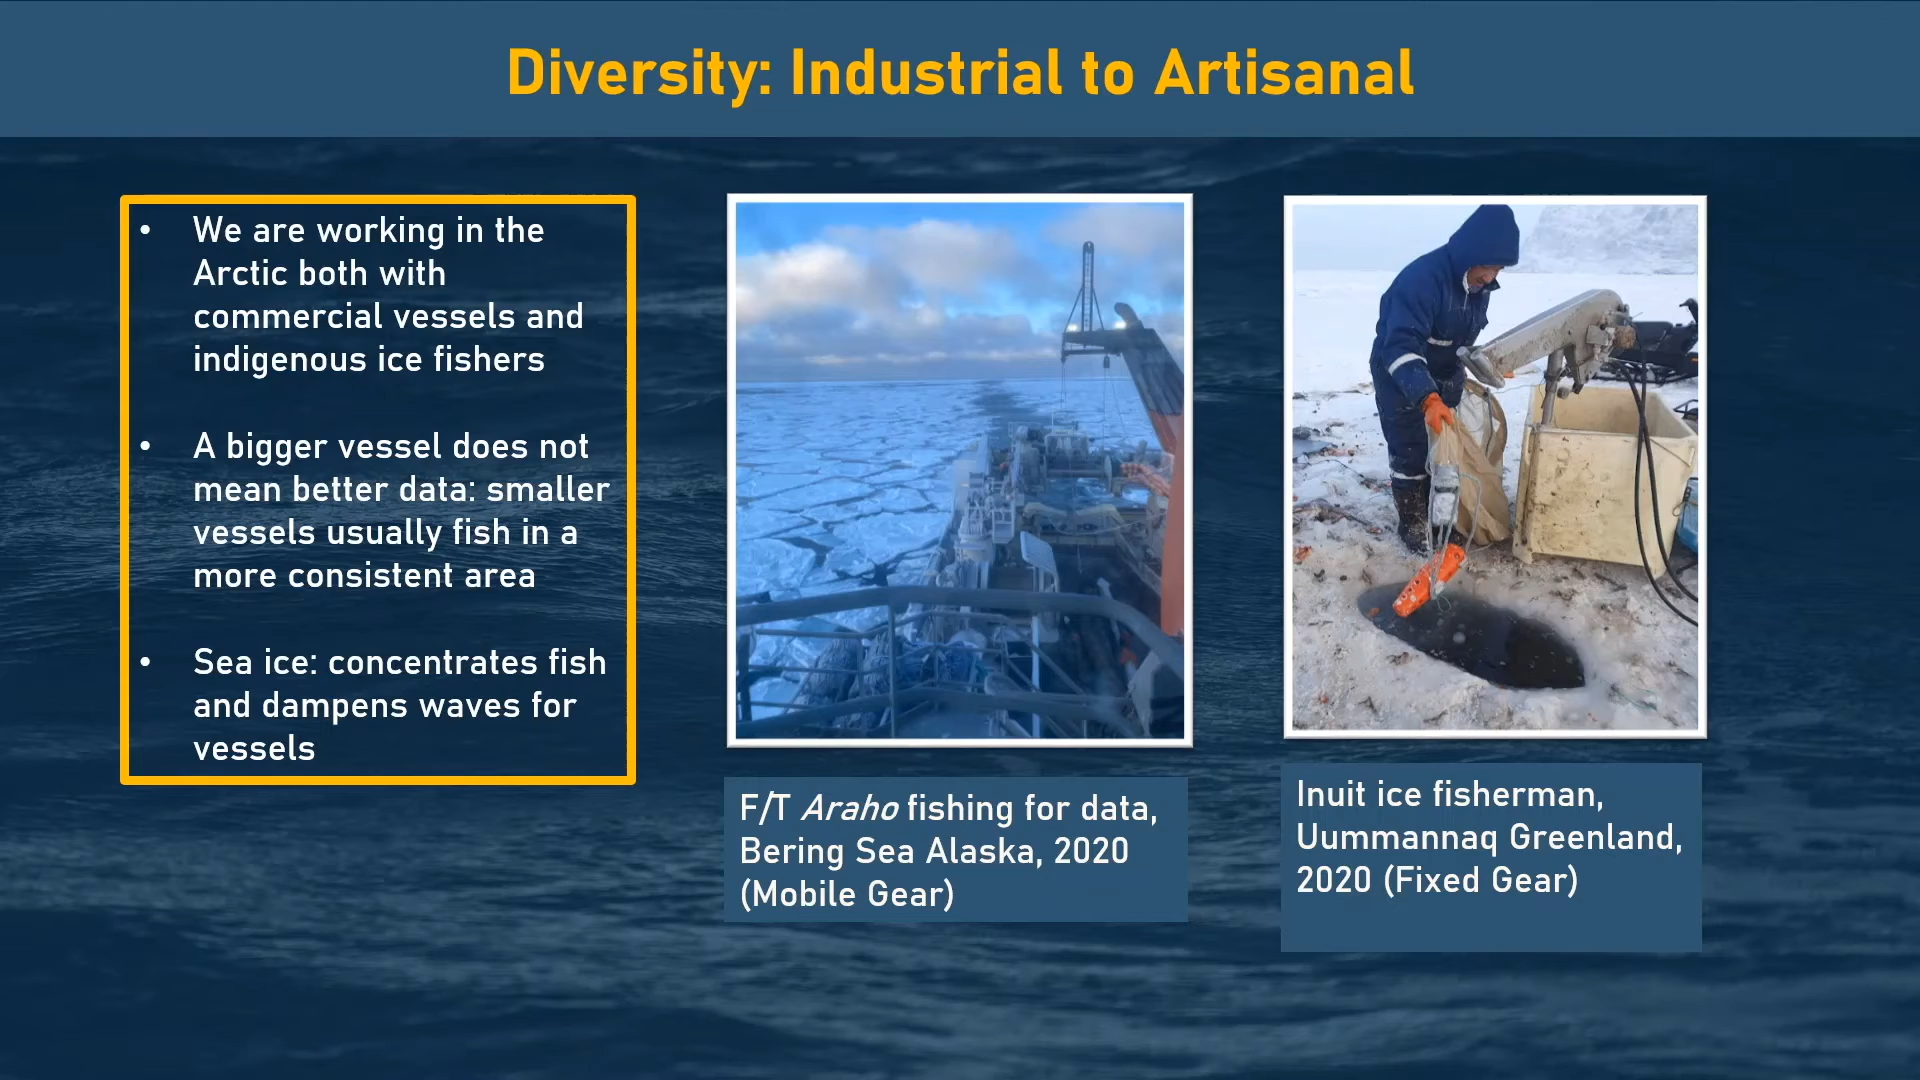 Diversity: Industrial to Artisanal
• We are working in the
Arctic both with
commercial vessels and
indigenous ice fishers
• A bigger vessel does not
mean better data: smaller
vessels usually fish in a
more consistent area
• Sea ice: concentrates fish
and dampens waves for
vessels
F/T Araho fishing for data,
Bering Sea Alaska, 2020
(Mobile Gear)
Inuit ice fisherman,
Uummannaq Greenland,
2020 (Fixed Gear)